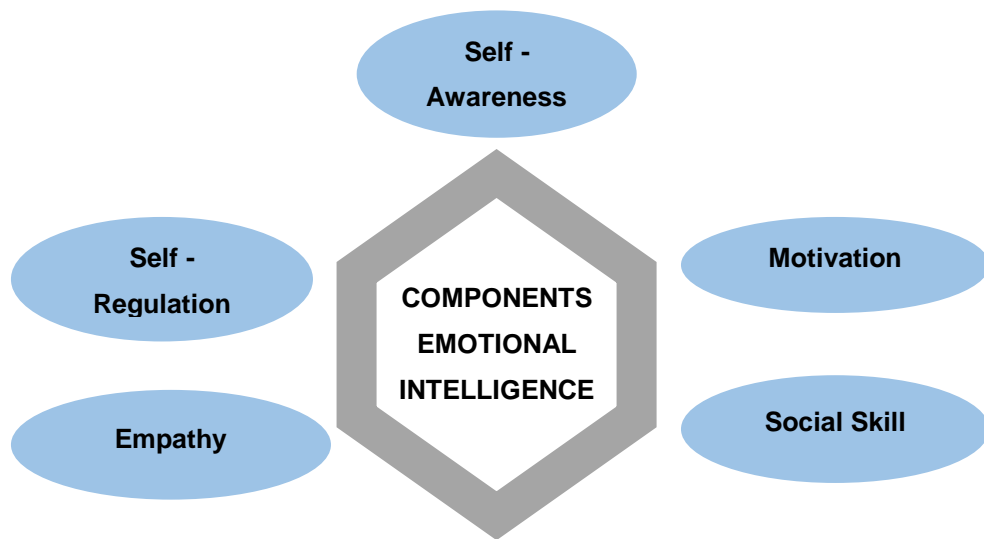 Self -
Awareness
Self -
Regulation
Motivation
COMPONENTS
EMOTIONAL
INTELLIGENCE
Empathy
Social Skill